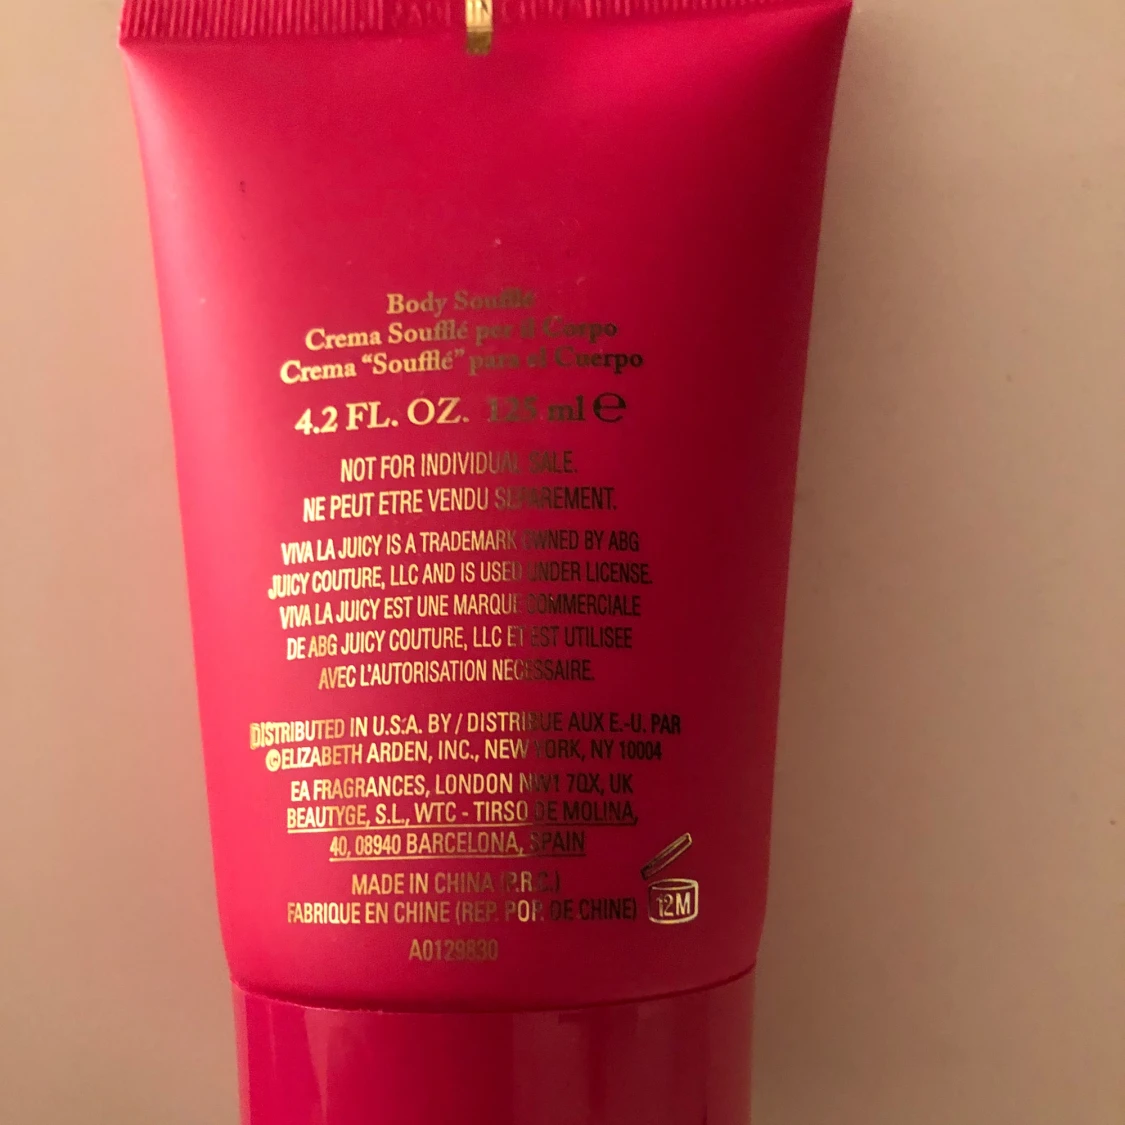 MADE IN CHINA
Body Soufflé
Crema Soufflé per il Corpo
Crema “Soufflé” para el Cuerpo
4.2 FL. OZ. 125 ml ℮
NOT FOR INDIVIDUAL SALE.
NE PEUT ETRE VENDU SEPAREMENT.
VIVA LA JUICY IS A TRADEMARK OWNED BY ABG
JUICY COUTURE, LLC AND IS USED UNDER LICENSE.
VIVA LA JUICY EST UNE MARQUE COMMERCIALE
DE ABG JUICY COUTURE, LLC ET EST UTILISEE
AVEC L'AUTORISATION NECESSAIRE.
DISTRIBUTED IN U.S.A. BY / DISTRIBUE AUX E.-U. PAR
©ELIZABETH ARDEN, INC., NEW YORK, NY 10004
EA FRAGRANCES, LONDON NW1 7QX, UK
BEAUTYGE, S.L., WTC - TIRSO DE MOLINA,
40, 08940 BARCELONA, SPAIN
MADE IN CHINA (P.R.C.)
FABRIQUE EN CHINE (REP. POP. DE CHINE)
12M
A0129830